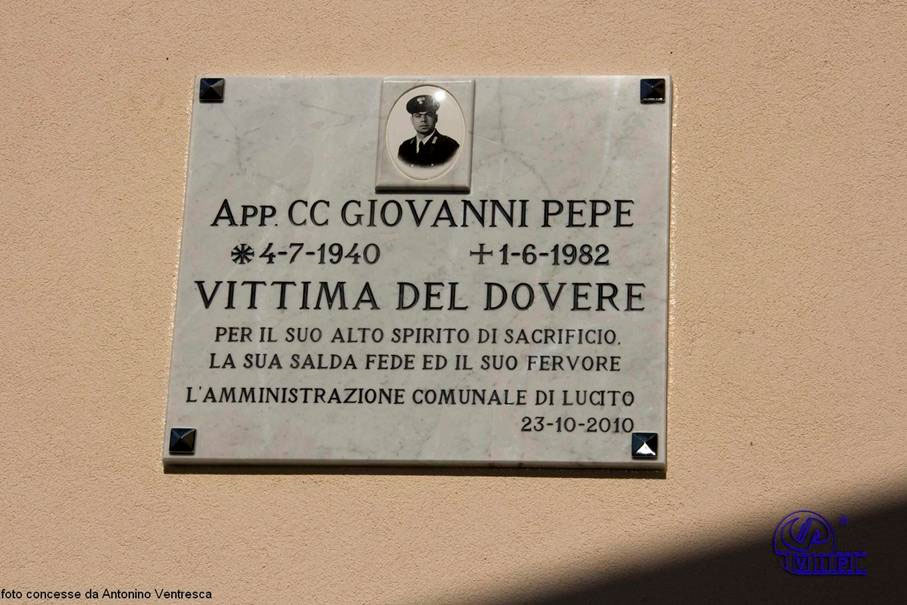 APP. CC GIOVANNI PEPE
*4-7-1940 +1-6-1982
VITTIMA DEL DOVERE
PER IL SUO ALTO SPIRITO DI SACRIFICIO.
LA SUA SALDA FEDE ED IL SUO FERVORE
L'AMMINISTRAZIONE COMUNALE DI LUCITO
23-10-2010
foto concesse da Antonino Ventresca